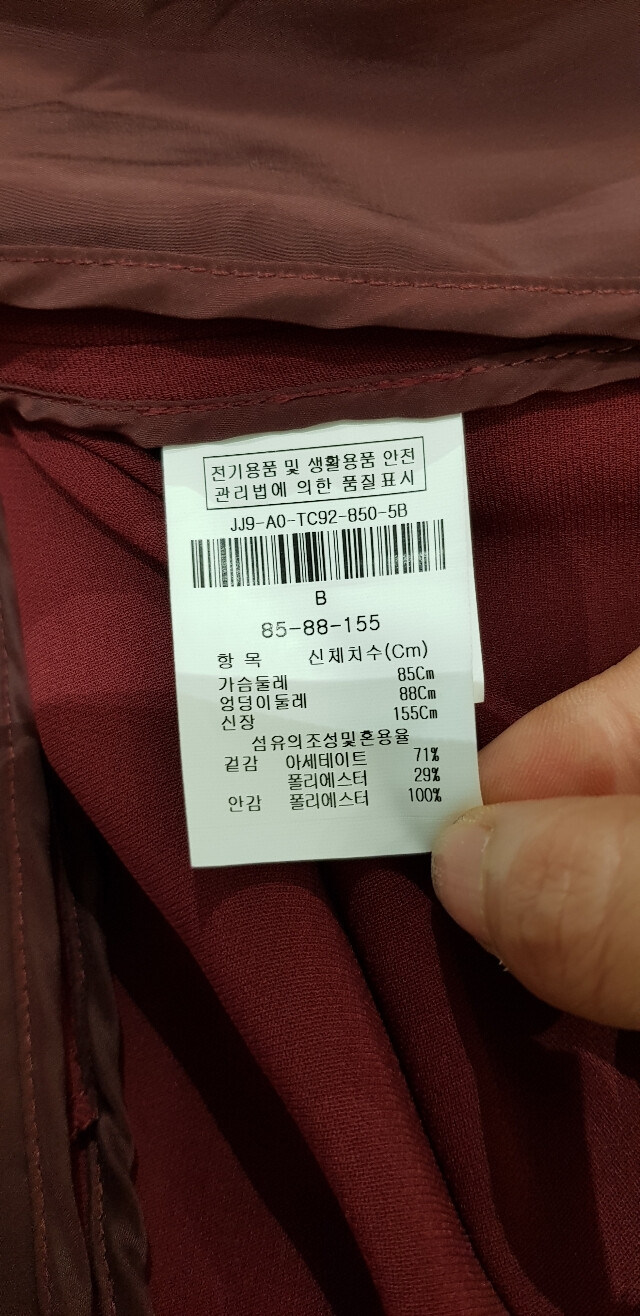 전기용품 및 생활용품 안전
관리법에 의한 품질표시
JJ9-A0-TC92-850-5B
B
85-88-155
항 목 신체치수(Cm)
가슴둘레 85Cm
엉덩이둘레 88Cm
신장 155Cm
섬유의조성및혼용율
겉감 아세테이트 71%
폴리에스터 29%
안감 폴리에스터 100%